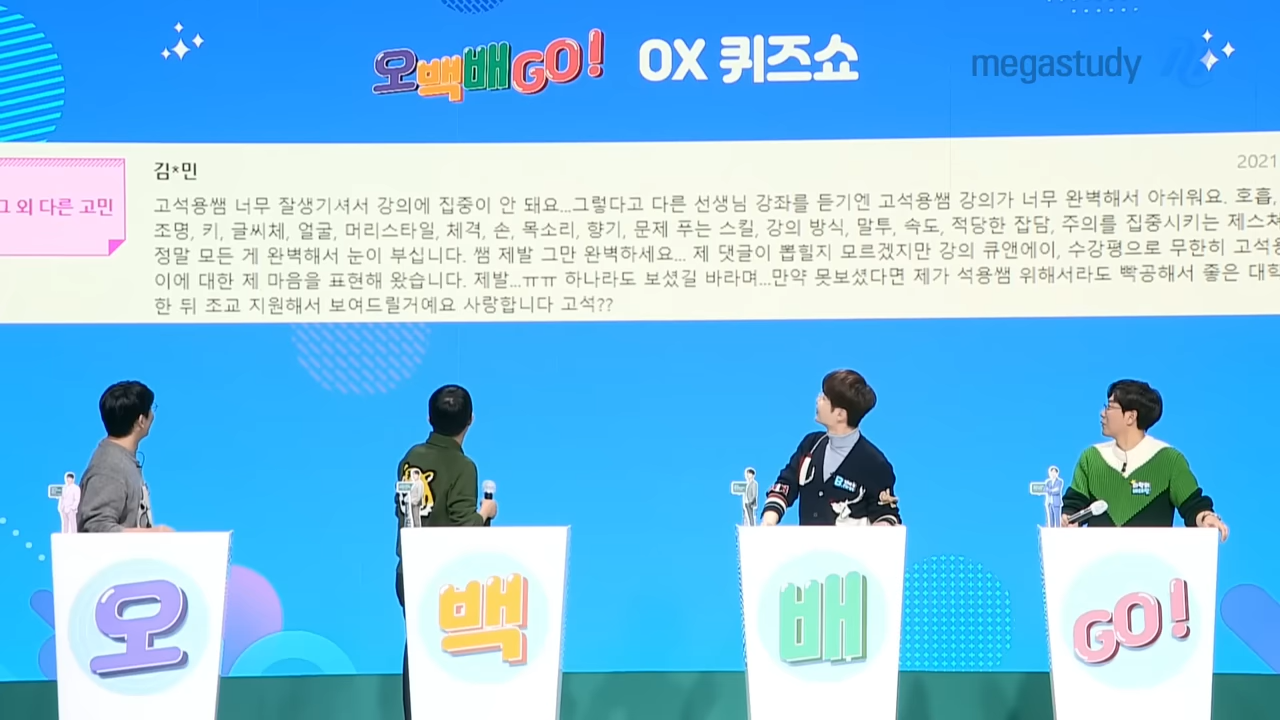 오백배GO! OX 퀴즈쇼
megastudy
그 외 다른 고민
김*민
2021
고석용쌤 너무 잘생기셔서 강의에 집중이 안 돼요...그렇다고 다른 선생님 강좌를 듣기엔 고석용쌤 강의가 너무 완벽해서 아쉬워요. 호흡,
조명, 키, 글씨체, 얼굴, 머리스타일, 체격, 손, 목소리, 향기, 문제 푸는 스킬, 강의 방식, 말투, 속도, 적당한 잡담, 주의를 집중시키는 제스처
정말 모든 게 완벽해서 눈이 부십니다. 쌤 제발 그만 완벽하세요... 제 댓글이 뽑힐지 모르겠지만 강의 큐앤에이, 수강평으로 무한히 고석용
이에 대한 제 마음을 표현해 왔습니다. 제발...ㅠㅠ 하나라도 보셨길 바라며...만약 못보셨다면 제가 석용쌤 위해서라도 빡공해서 좋은 대학
한 뒤 조교 지원해서 보여드릴거예요 사랑합니다 고석??
오
백
배
GO!